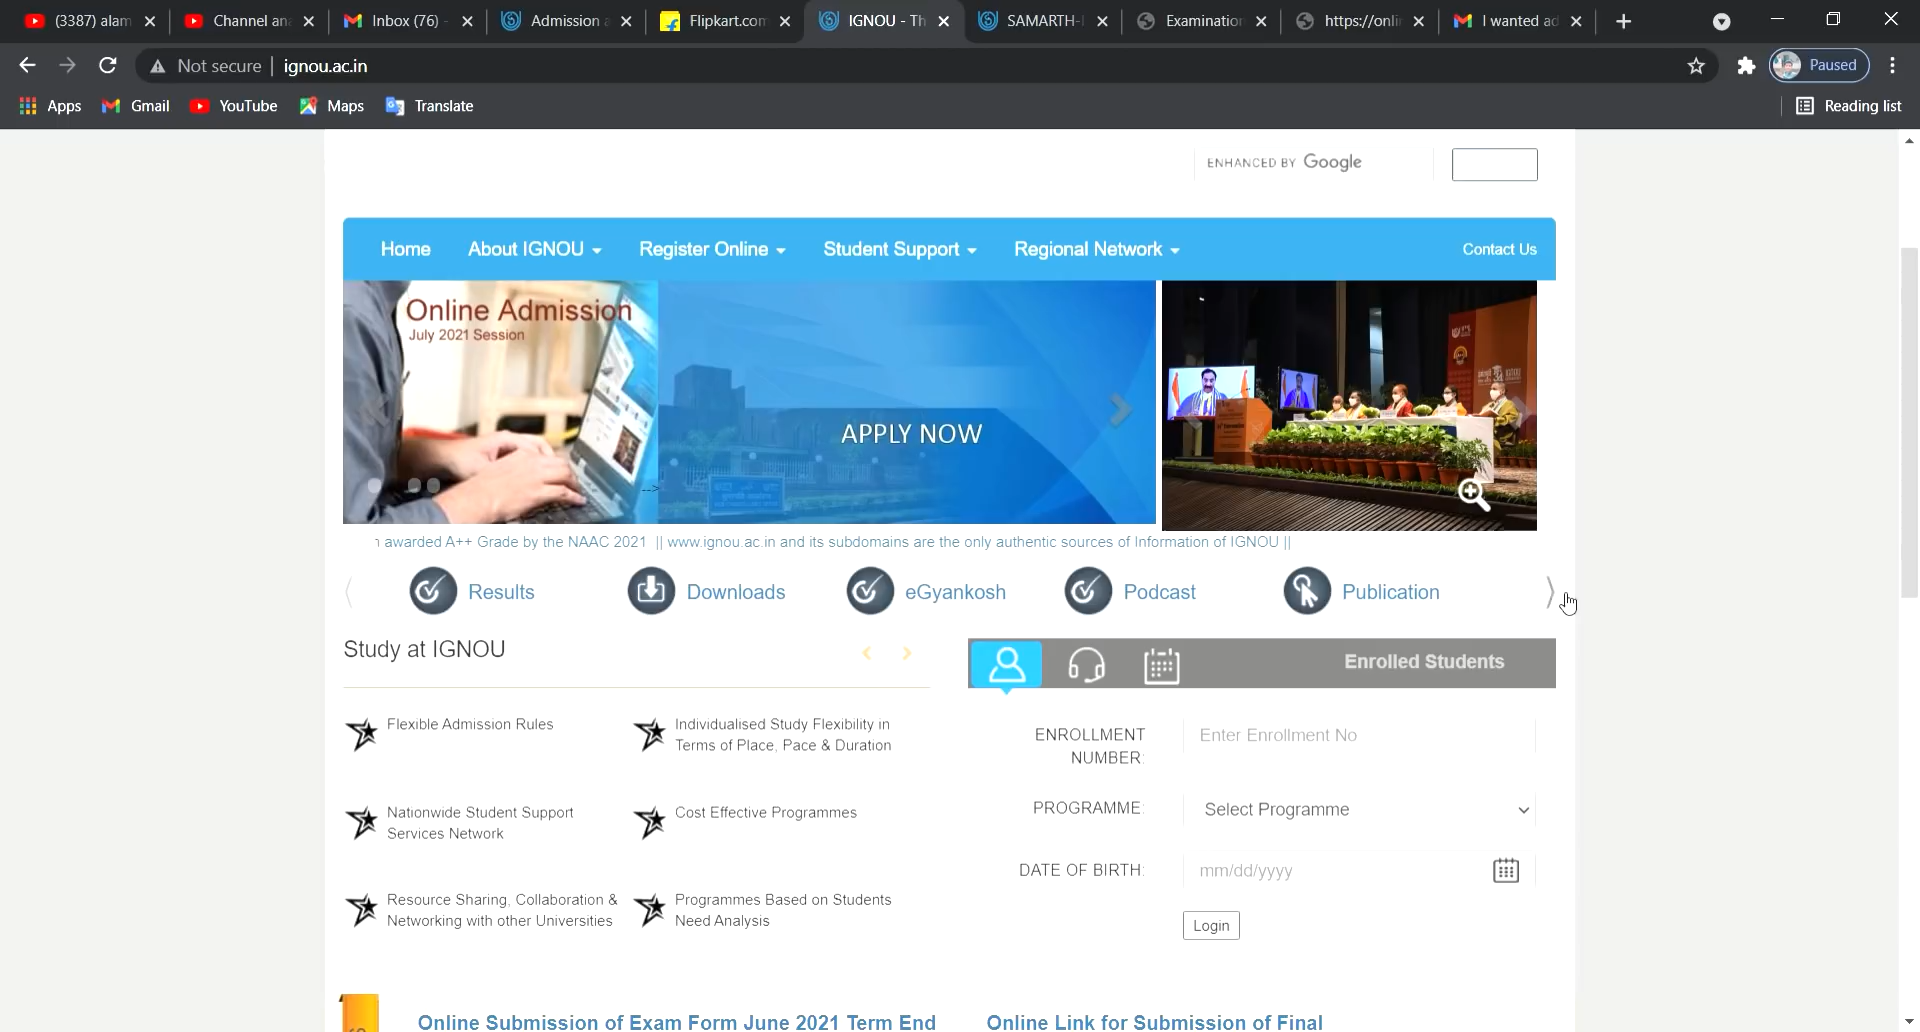 (3387) alam
Channel ana
Inbox (76) -
Admission a
Flipkart.com
IGNOU - Th
SAMARTH-
Examination
https://onli
I wanted ad
Not secure
ignou.ac.in
Paused
Apps
Gmail
YouTube
Maps
Translate
Reading list
ENHANCED BY Google
Home
About IGNOU
Register Online
Student Support
Regional Network
Contact Us
Online Admission
July 2021 Session
APPLY NOW
-->
awarded A++ Grade by the NAAC 2021 || www.ignou.ac.in and its subdomains are the only authentic sources of Information of IGNOU ||
Results
Downloads
eGyankosh
Podcast
Publication
Study at IGNOU
Enrolled Students
Flexible Admission Rules
Individualised Study Flexibility in
Terms of Place, Pace & Duration
Nationwide Student Support
Services Network
Cost Effective Programmes
Resource Sharing, Collaboration &
Networking with other Universities
Programmes Based on Students
Need Analysis
ENROLLMENT
NUMBER:
Enter Enrollment No
PROGRAMME:
Select Programme
DATE OF BIRTH:
mm/dd/yyyy
Login
Online Submission of Exam Form June 2021 Term End
Online Link for Submission of Final